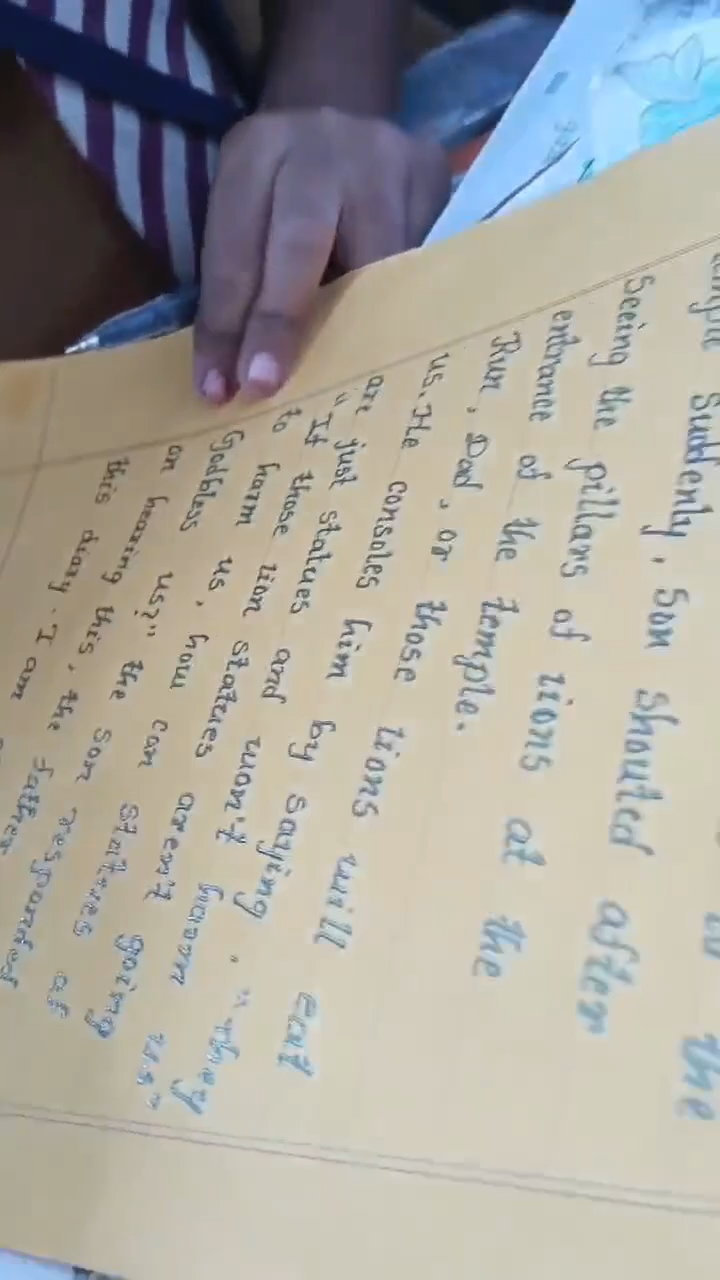 Suddenly, son shouted after
Seeing the pillars of lions at the
entrance of the temple.
Run, Dad, or those lions will eat
us. He consoles him by saying, "they
are just statues and won't harm us"
"If those lion statues aren't going
to harm us, how can statues of
Godbless us?" the son responded
on hearing this, the father
this diary. I am